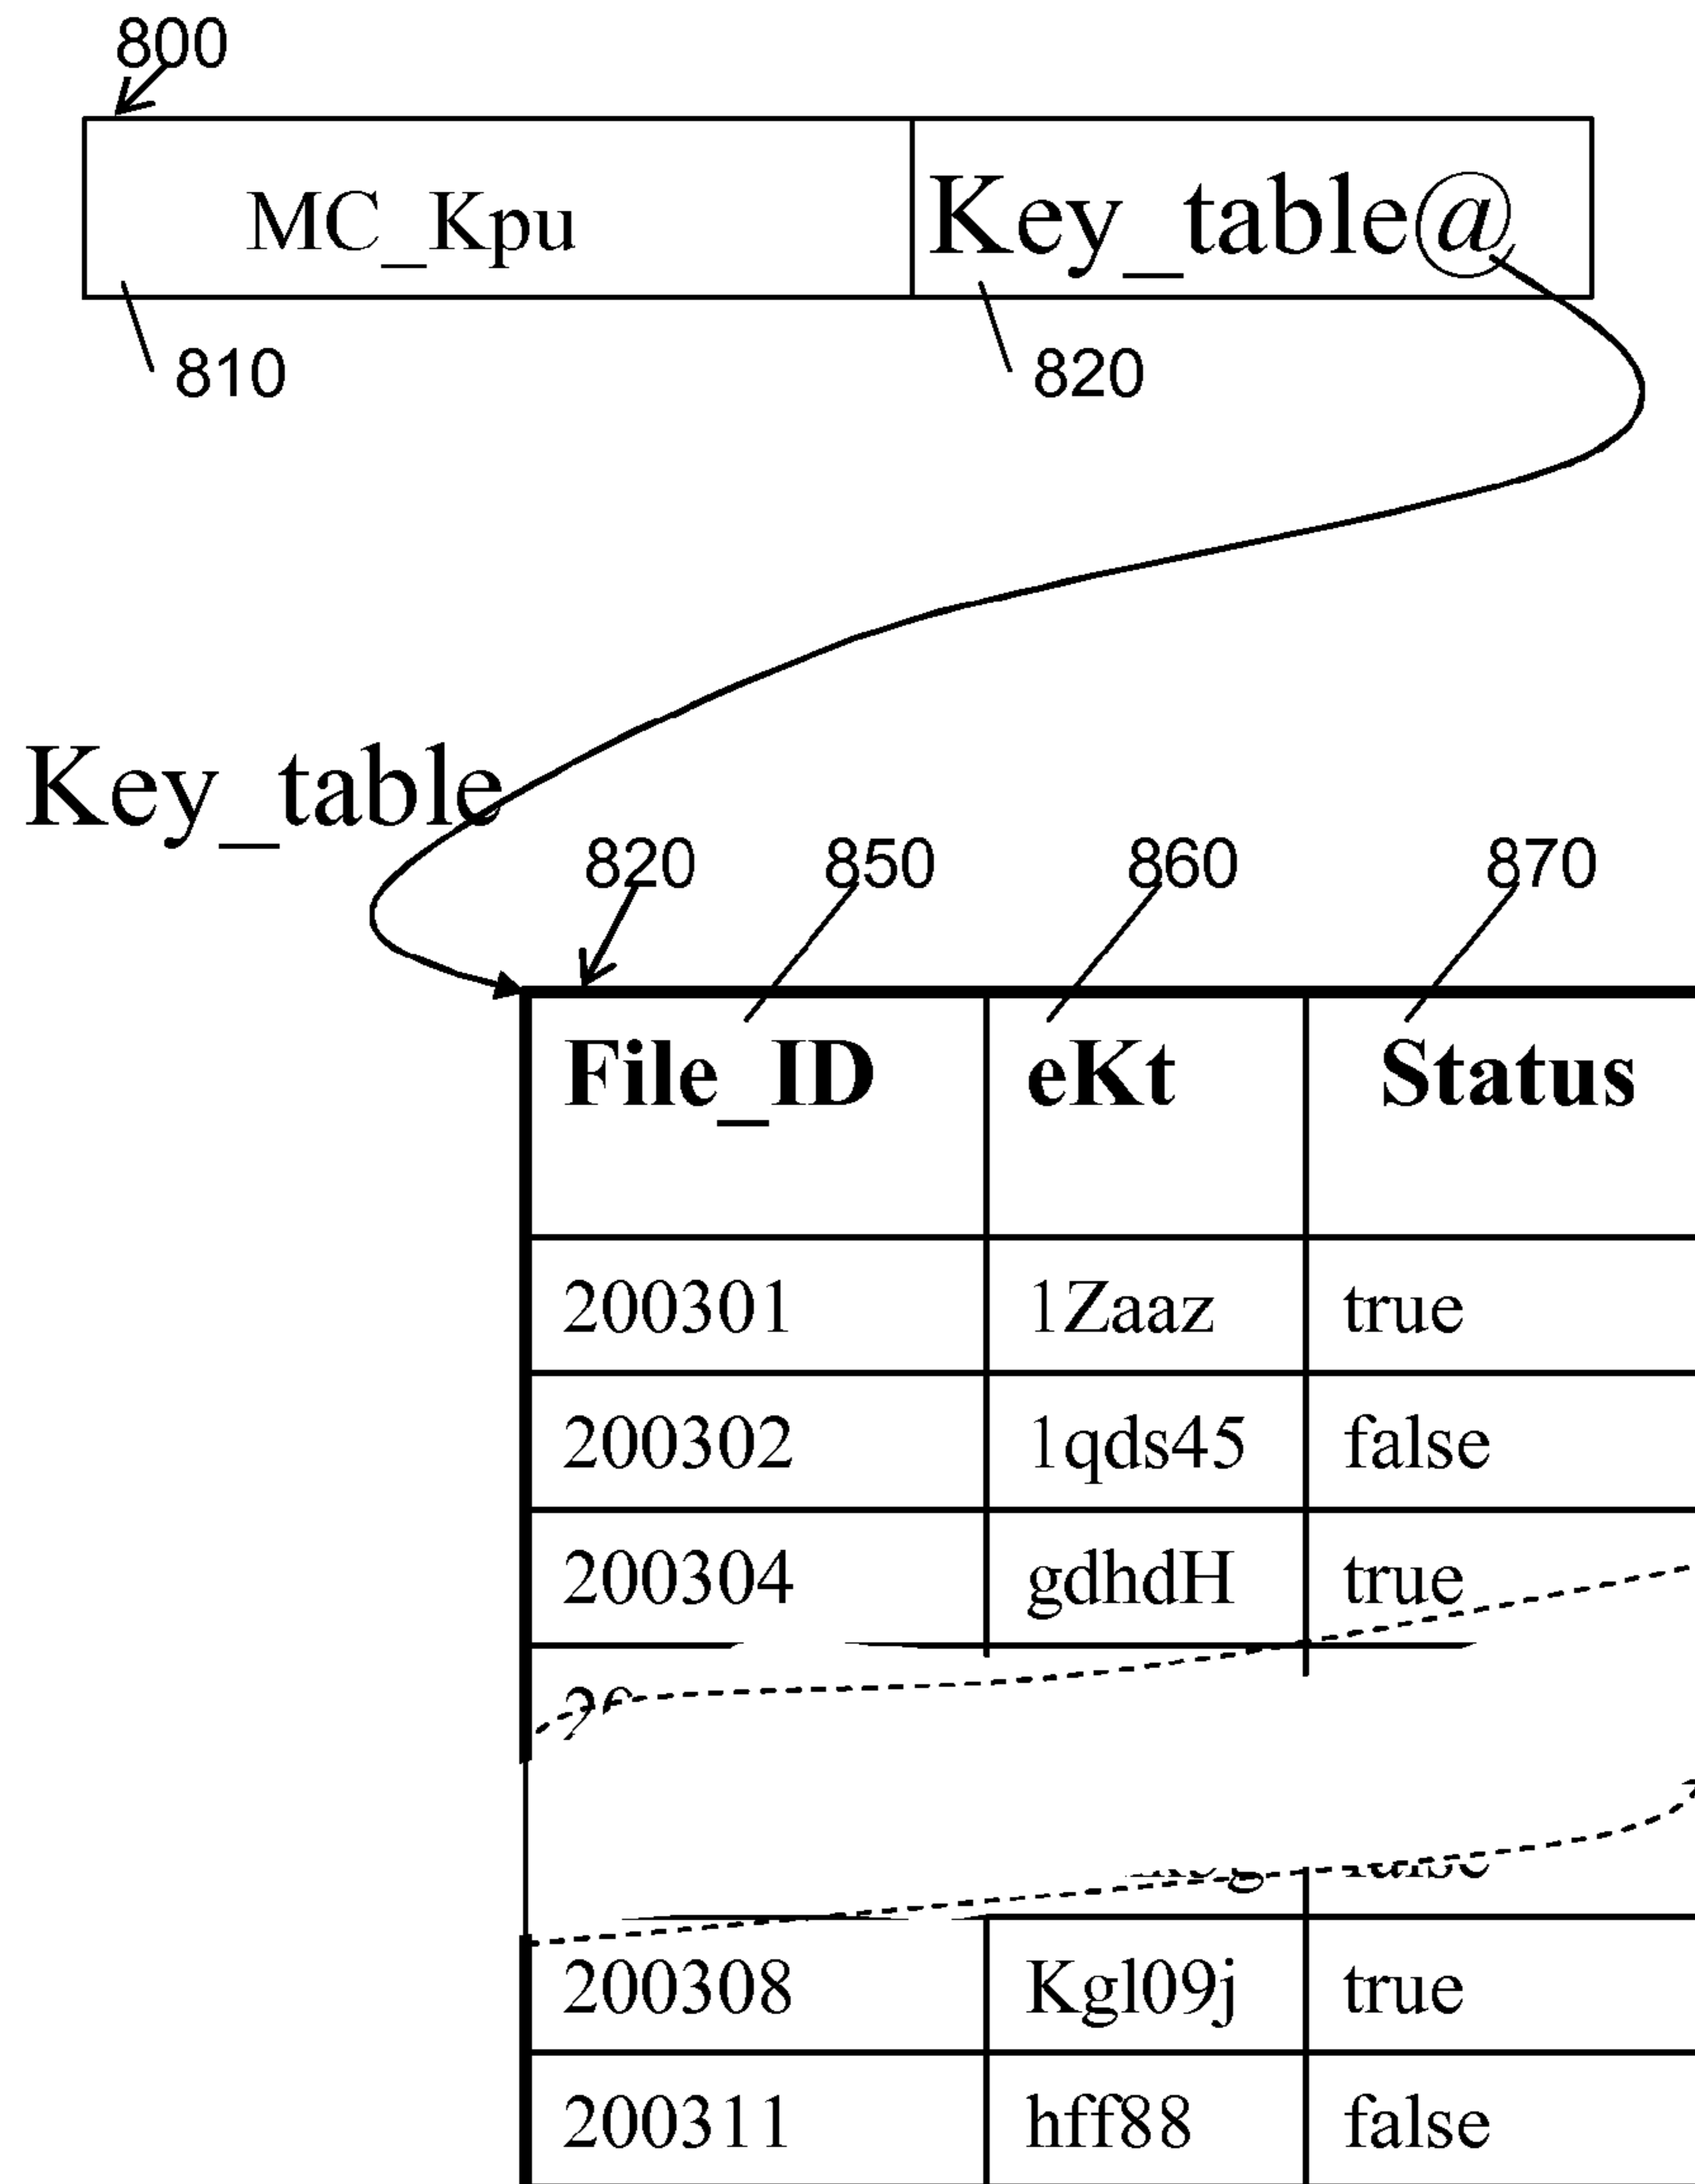 800
MC_Kpu Key_table@
810 820
Key_table
820 850 860 870
File_ID eKt Status
200301 1Zaaz true
200302 1qds45 false
200304 gdhdH true
200308 Kgl09j true
200311 hff88 false